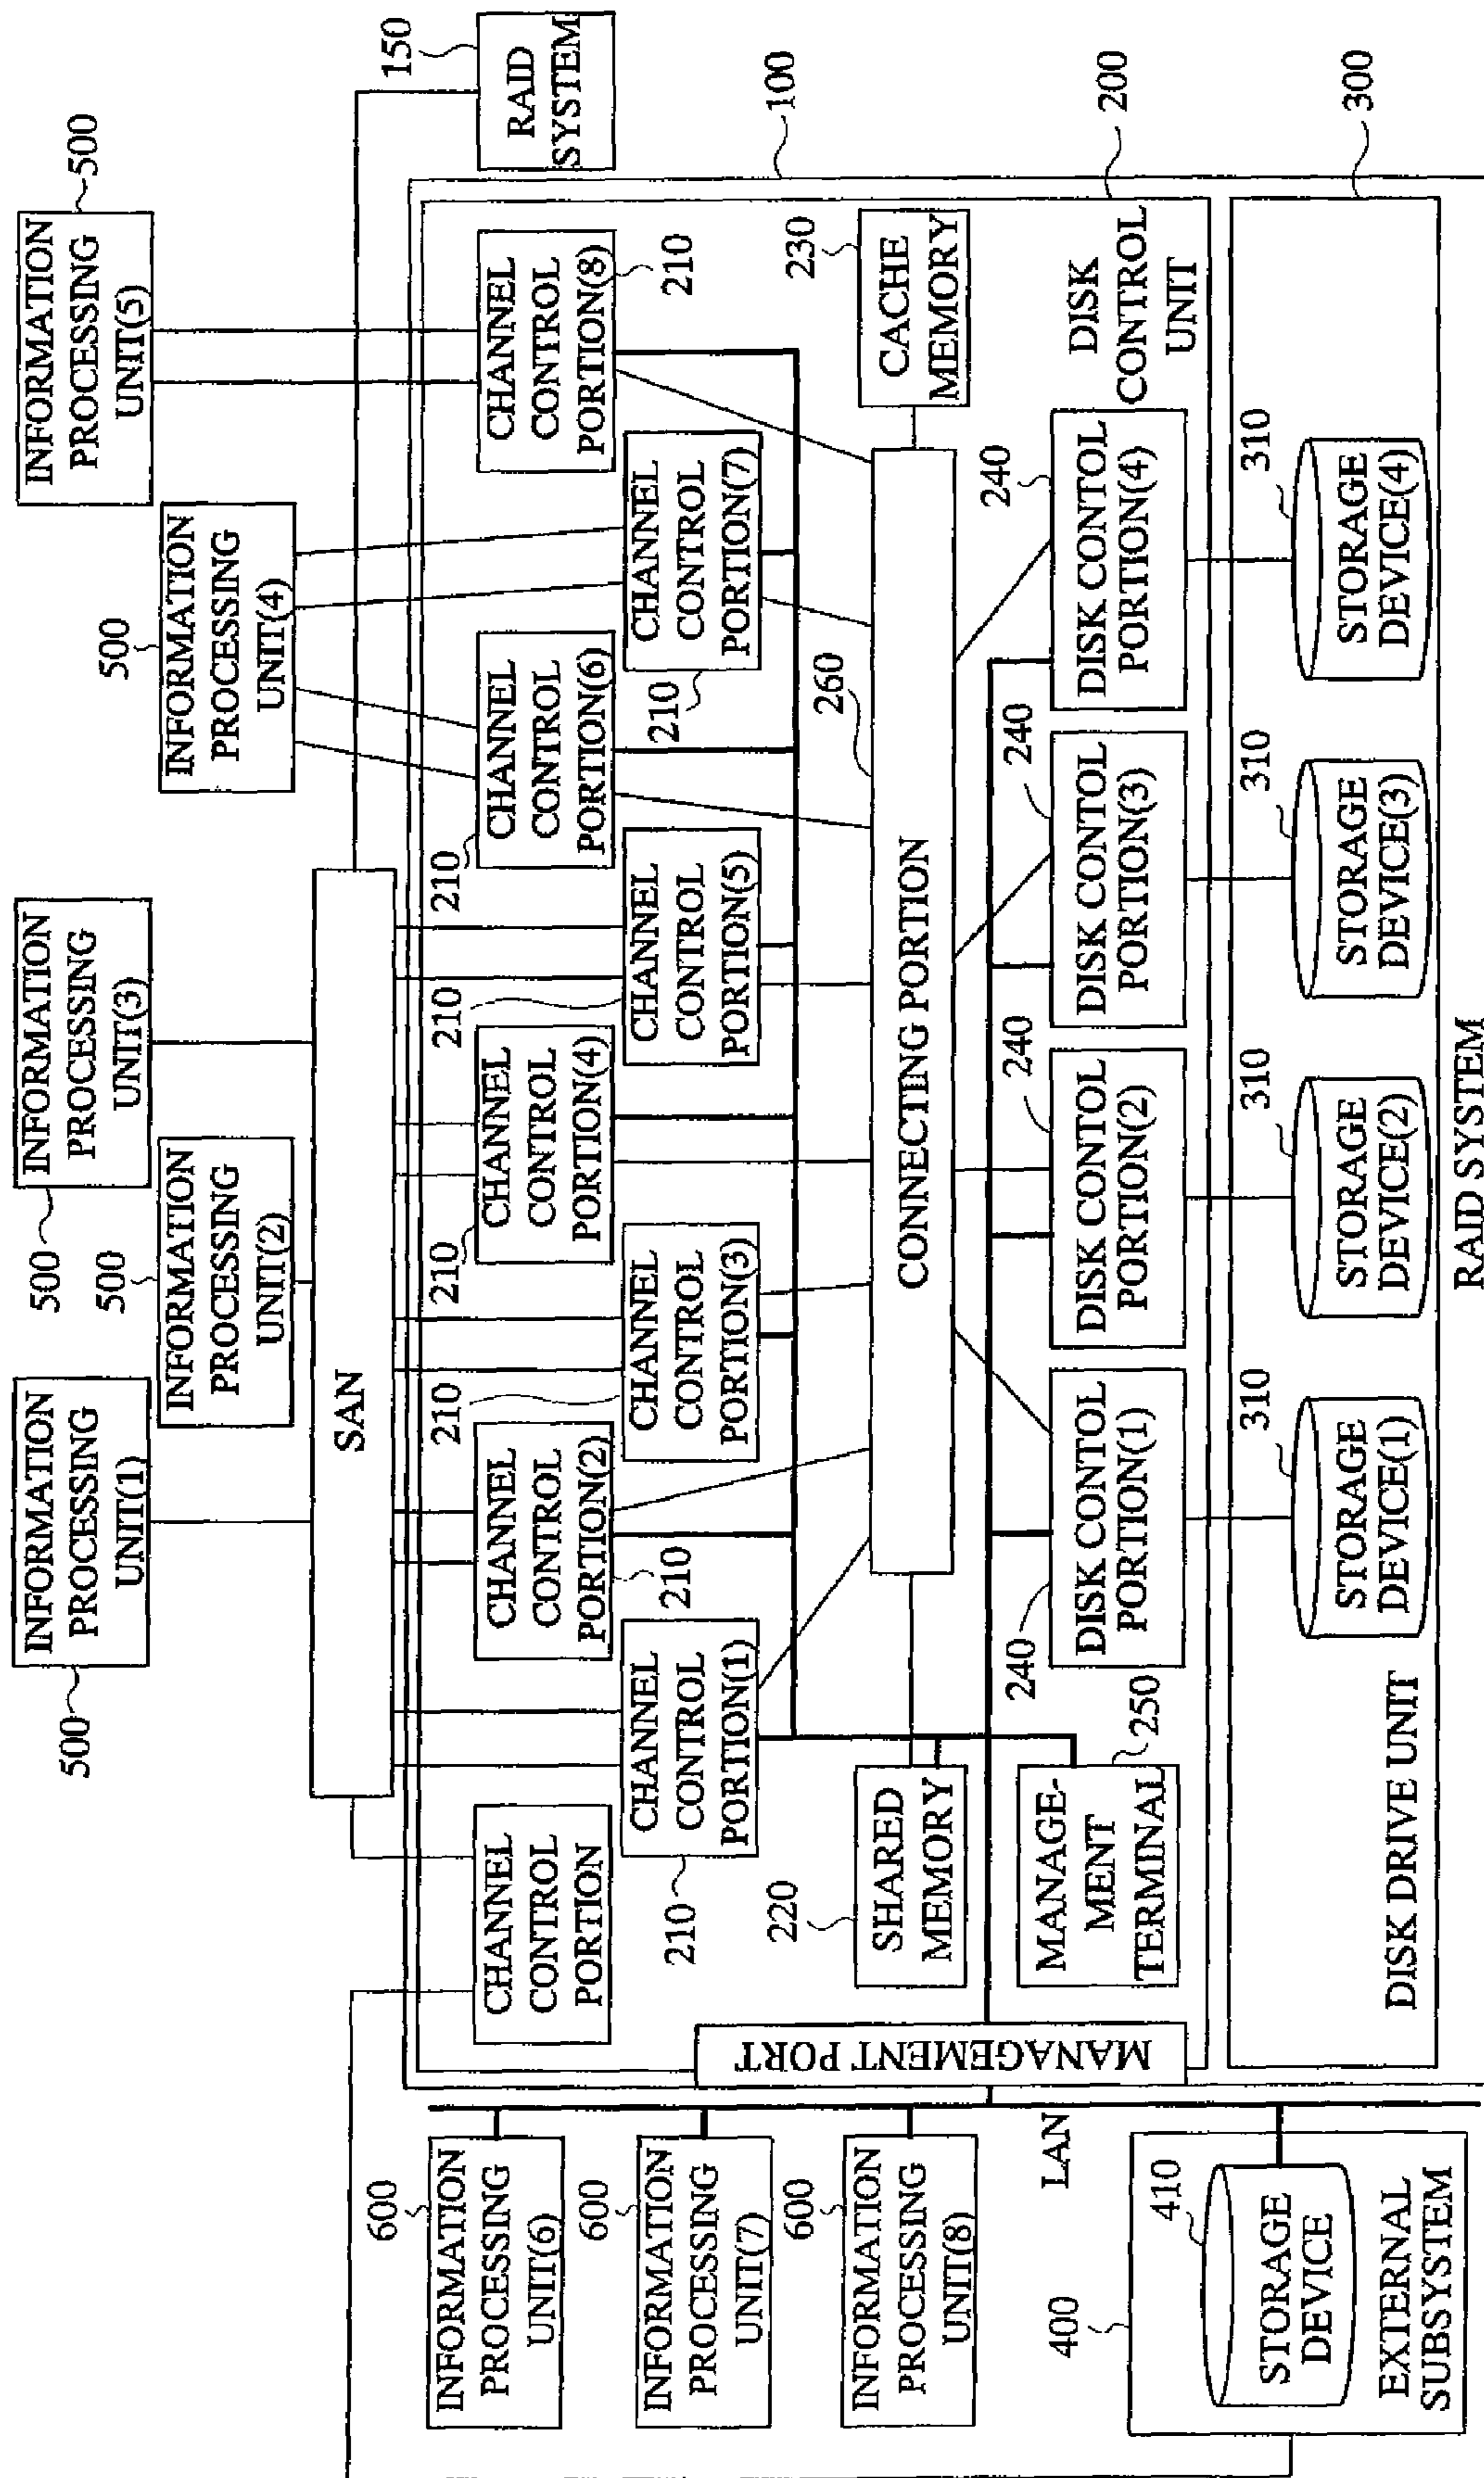 INFORMATION
PROCESSING
UNIT(1)
500
INFORMATION
PROCESSING
UNIT(2)
500
INFORMATION
PROCESSING
UNIT(3)
500
INFORMATION
PROCESSING
UNIT(4)
500
INFORMATION
PROCESSING
UNIT(5)
500
SAN
150
RAID
SYSTEM
100
200
300
CHANNEL
CONTROL
PORTION
CHANNEL
CONTROL
PORTION(1)
210
CHANNEL
CONTROL
PORTION(2)
210
CHANNEL
CONTROL
PORTION(3)
210
CHANNEL
CONTROL
PORTION(4)
210
CHANNEL
CONTROL
PORTION(5)
210
CHANNEL
CONTROL
PORTION(6)
210
CHANNEL
CONTROL
PORTION(7)
210
CHANNEL
CONTROL
PORTION(8)
210
INFORMATION
PROCESSING
UNIT(6)
600
INFORMATION
PROCESSING
UNIT(7)
600
INFORMATION
PROCESSING
UNIT(8)
600
LAN
MANAGEMENT PORT
220
SHARED
MEMORY
CONNECTING PORTION
260
230
CACHE
MEMORY
MANAGE-
MENT
TERMINAL
250
DISK CONTOL
PORTION(1)
240
DISK CONTOL
PORTION(2)
240
DISK CONTOL
PORTION(3)
240
DISK CONTOL
PORTION(4)
240
DISK
CONTROL
UNIT
400
410
STORAGE
DEVICE
EXTERNAL
SUBSYSTEM
STORAGE
DEVICE(1)
310
STORAGE
DEVICE(2)
310
STORAGE
DEVICE(3)
310
STORAGE
DEVICE(4)
310
DISK DRIVE UNIT
RAID SYSTEM